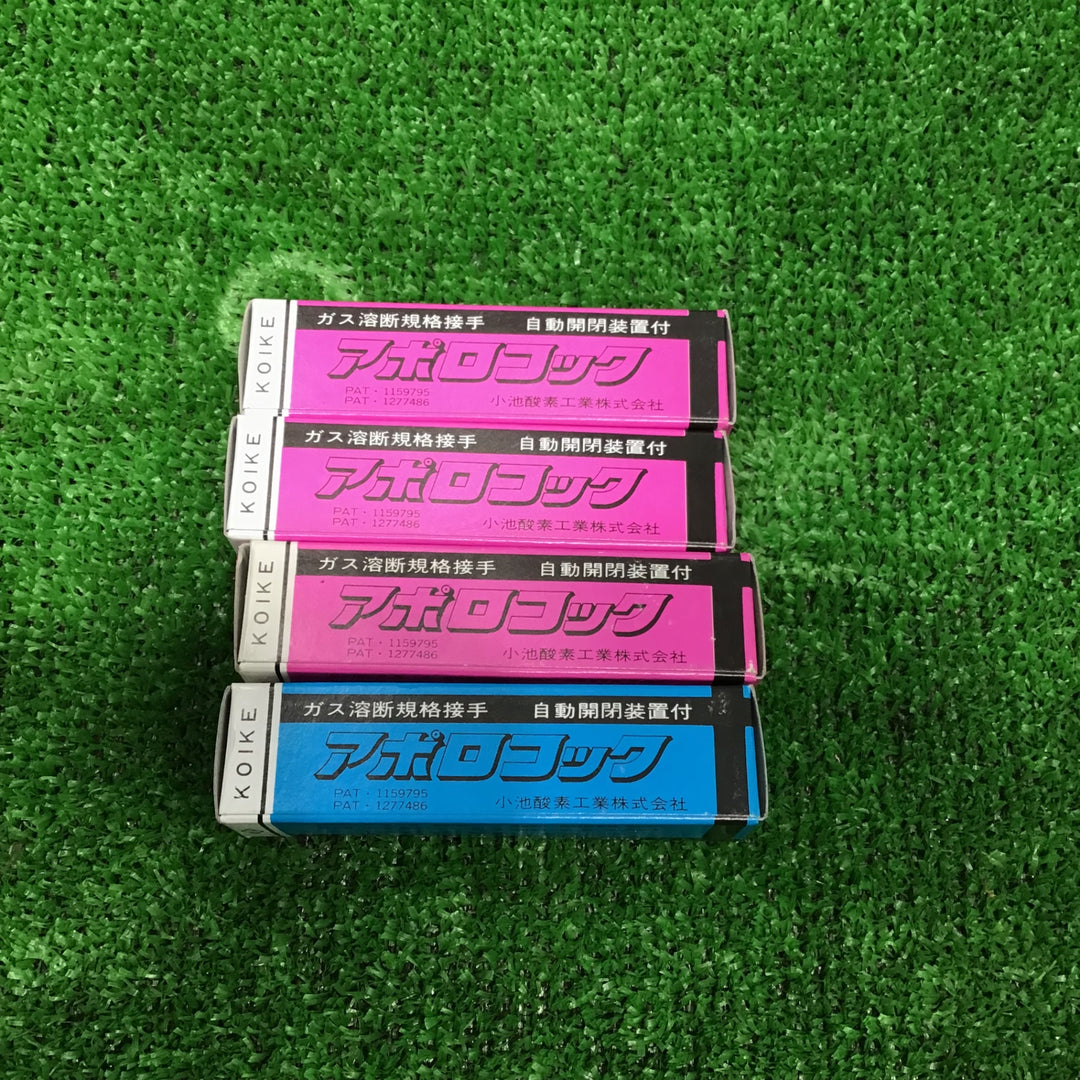 KOIKE
ガス溶断規格接手 自動開閉装置付
アポロコック
PAT・1159795
PAT・1277486
小池酸素工業株式会社
KOIKE
ガス溶断規格接手 自動開閉装置付
アポロコック
PAT・1159795
PAT・1277486
小池酸素工業株式会社
KOIKE
ガス溶断規格接手 自動開閉装置付
アポロコック
PAT・1159795
PAT・1277486
小池酸素工業株式会社
KOIKE
ガス溶断規格接手 自動開閉装置付
アポロコック
PAT・1159795
PAT・1277486
小池酸素工業株式会社